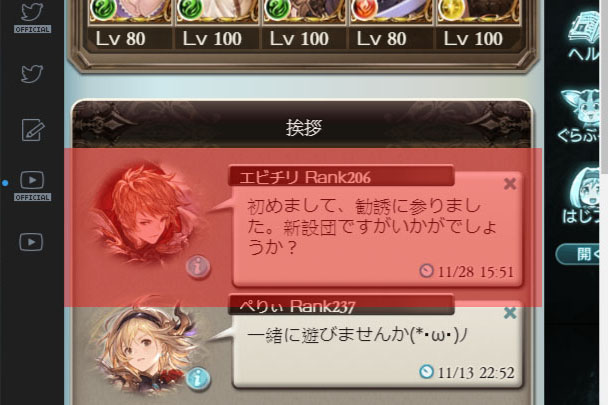 Lv 80
Lv 100
Lv 100
Lv 80
Lv 100
OFFICIAL
OFFICIAL
挨拶
エビチリ Rank206
初めまして、勧誘に参りまし
た。新設団ですがいかがでしょ
うか？
11/28 15:51
ぺりぃ Rank237
一緒に遊びませんか(*･ω･)ﾉ
11/13 22:52
ヘル
ぐらぶ
はじ
開く